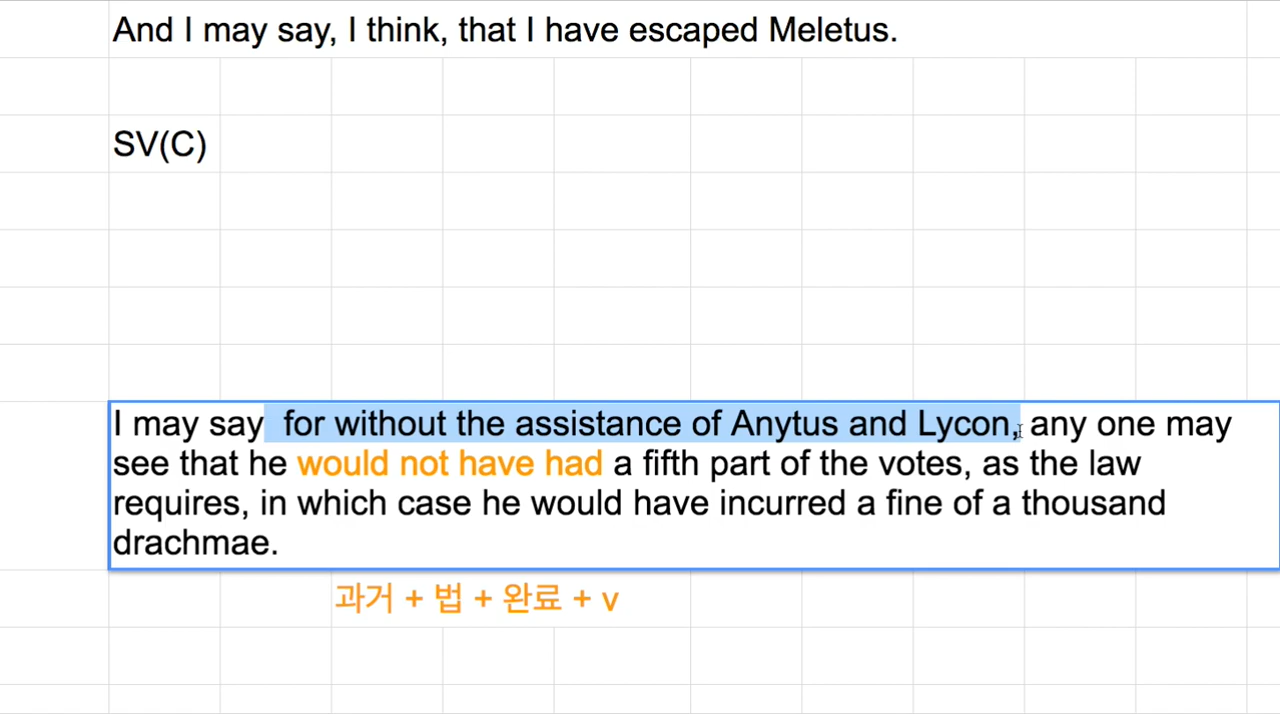 And I may say, I think, that I have escaped Meletus.
SV(C)
I may say  for without the assistance of Anytus and Lycon, any one may
see that he would not have had a fifth part of the votes, as the law
requires, in which case he would have incurred a fine of a thousand
drachmae.
과거 + 법 + 완료 + v